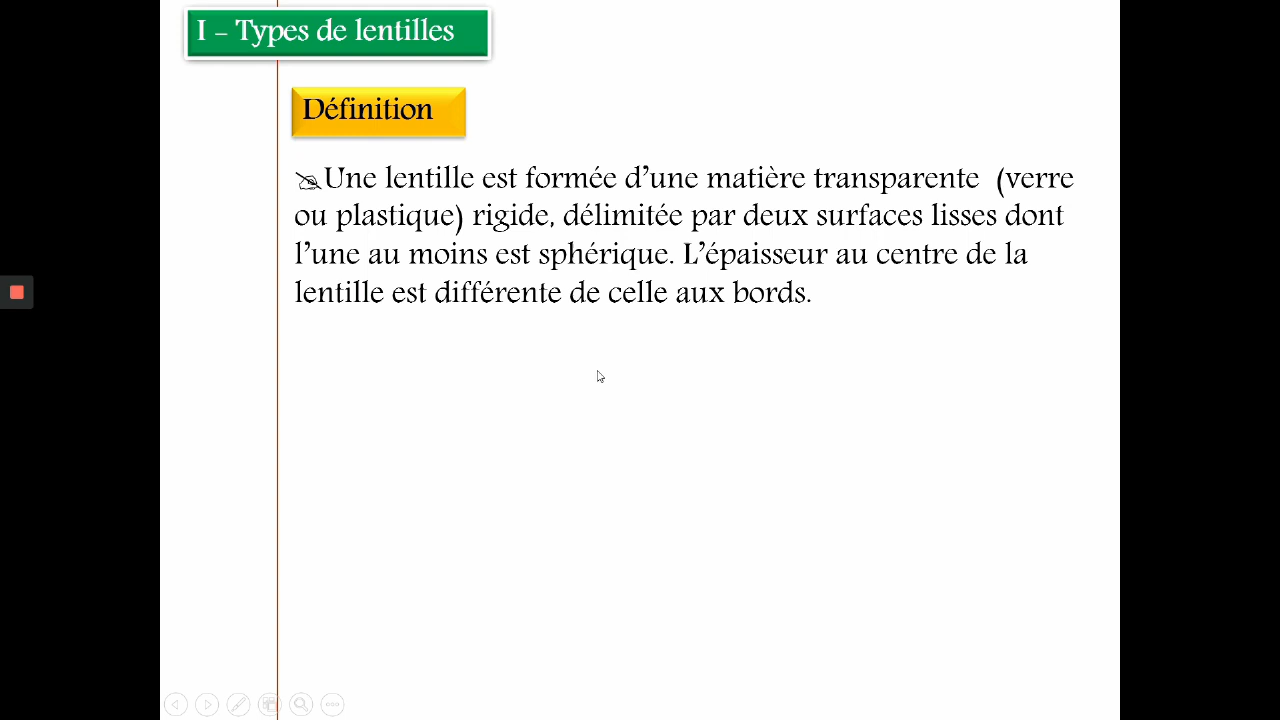 I – Types de lentilles
Définition
Une lentille est formée d’une matière transparente (verre
ou plastique) rigide, délimitée par deux surfaces lisses dont
l’une au moins est sphérique. L’épaisseur au centre de la
lentille est différente de celle aux bords.